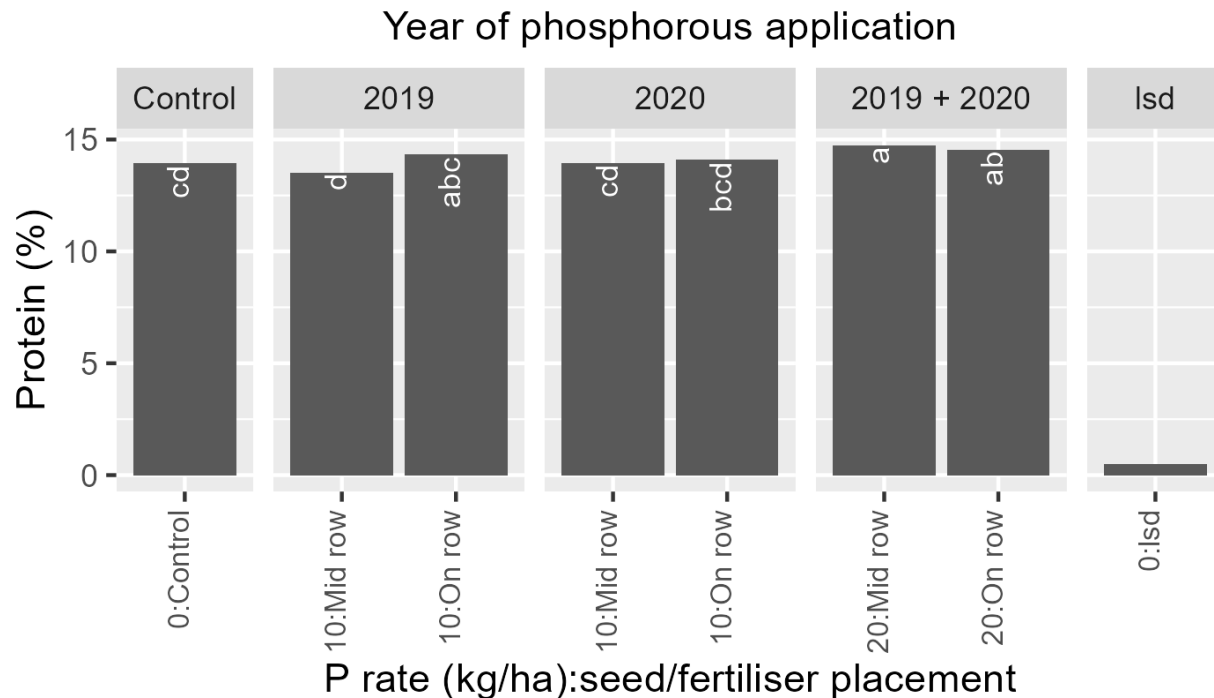 Year of phosphorous application
Control
2019
2020
2019 + 2020
lsd
Protein (%)
15
10
5
0
cd
d
abc
cd
bcd
a
ab
0:Control
10:Mid row
10:On row
10:Mid row
10:On row
20:Mid row
20:On row
0:lsd
P rate (kg/ha):seed/fertiliser placement